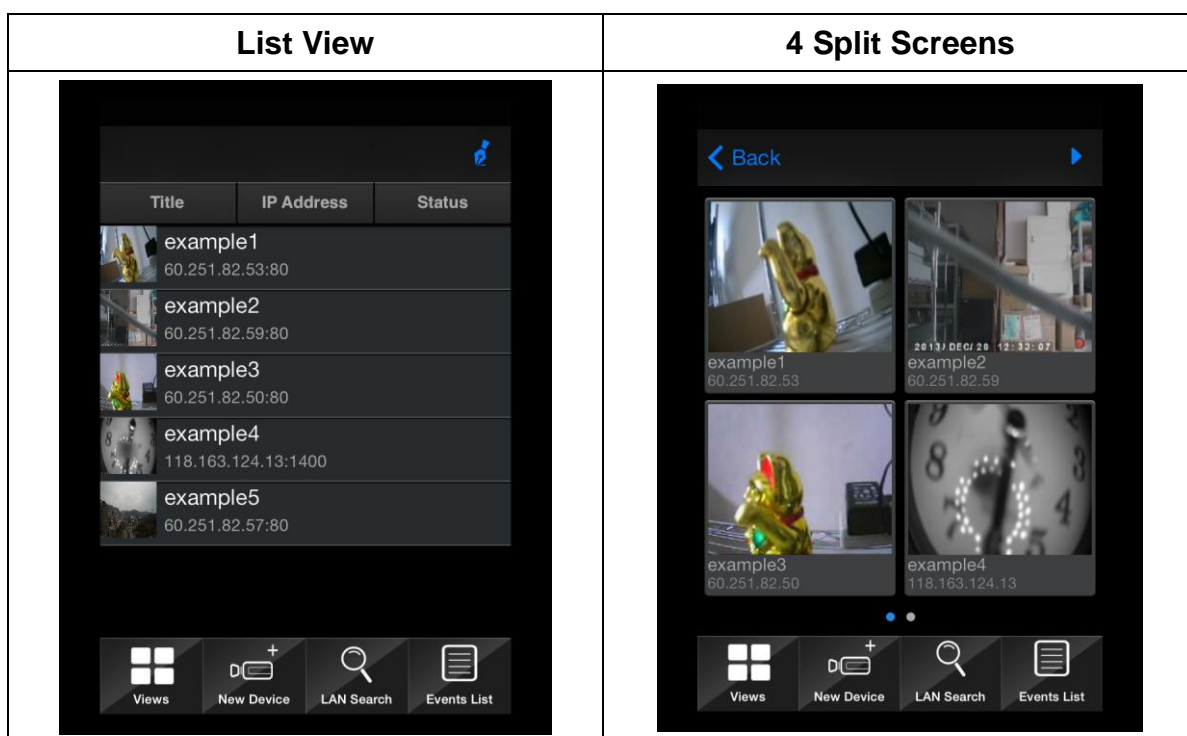 List View
4 Split Screens
Title IP Address Status
example1
60.251.82.53:80
example2
60.251.82.59:80
example3
60.251.82.50:80
example4
118.163.124.13:1400
example5
60.251.82.57:80
Views New Device LAN Search Events List
Back
2013/DEC/20 12:33:07
example1
60.251.82.53
example2
60.251.82.59
8
3
4
5
example3
60.251.82.50
example4
118.163.124.13
Views New Device LAN Search Events List